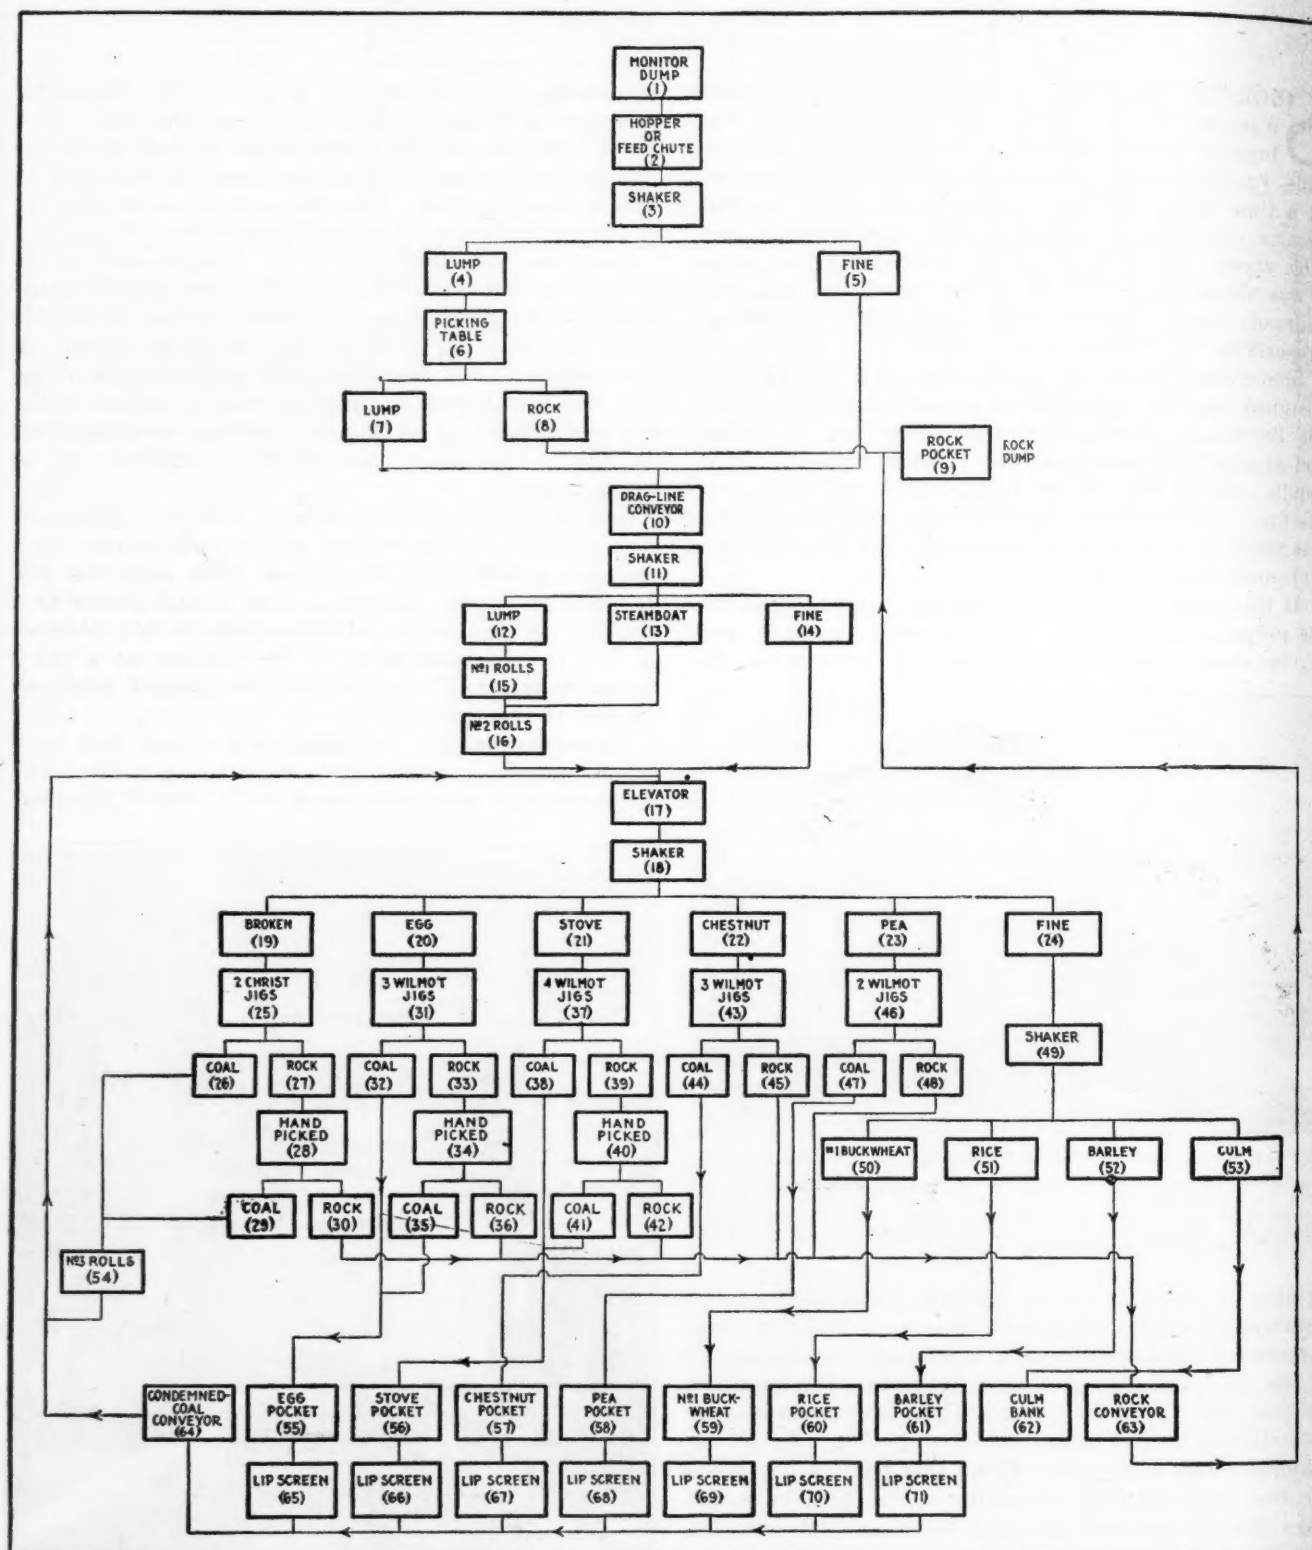 MONITOR
DUMP
(1)
HOPPER
OR
FEED CHUTE
(2)
SHAKER
(3)
LUMP
(4)
FINE
(5)
PICKING
TABLE
(6)
LUMP
(7)
ROCK
(8)
ROCK
POCKET
(9)
ROCK
DUMP
DRAG-LINE
CONVEYOR
(10)
SHAKER
(11)
LUMP
(12)
STEAMBOAT
(13)
FINE
(14)
Nº1 ROLLS
(15)
Nº2 ROLLS
(16)
ELEVATOR
(17)
SHAKER
(18)
BROKEN
(19)
EGG
(20)
STOVE
(21)
CHESTNUT
(22)
PEA
(23)
FINE
(24)
2 CHRIST
JIGS
(25)
3 WILMOT
JIGS
(31)
4 WILMOT
JIGS
(37)
3 WILMOT
JIGS
(43)
2 WILMOT
JIGS
(46)
SHAKER
(49)
COAL
(26)
ROCK
(27)
COAL
(32)
ROCK
(33)
COAL
(38)
ROCK
(39)
COAL
(44)
ROCK
(45)
COAL
(47)
ROCK
(48)
HAND
PICKED
(28)
HAND
PICKED
(34)
HAND
PICKED
(40)
#1 BUCKWHEAT
(50)
RICE
(51)
BARLEY
(52)
CULM
(53)
COAL
(29)
ROCK
(30)
COAL
(35)
ROCK
(36)
COAL
(41)
ROCK
(42)
Nº3 ROLLS
(54)
CONDEMNED-
COAL
CONVEYOR
(64)
EGG
POCKET
(55)
STOVE
POCKET
(56)
CHESTNUT
POCKET
(57)
PEA
POCKET
(58)
Nº1 BUCK-
WHEAT
(59)
RICE
POCKET
(60)
BARLEY
POCKET
(61)
CULM
BANK
(62)
ROCK
CONVEYOR
(63)
LIP SCREEN
(65)
LIP SCREEN
(66)
LIP SCREEN
(67)
LIP SCREEN
(68)
LIP SCREEN
(69)
LIP SCREEN
(70)
LIP SCREEN
(71)